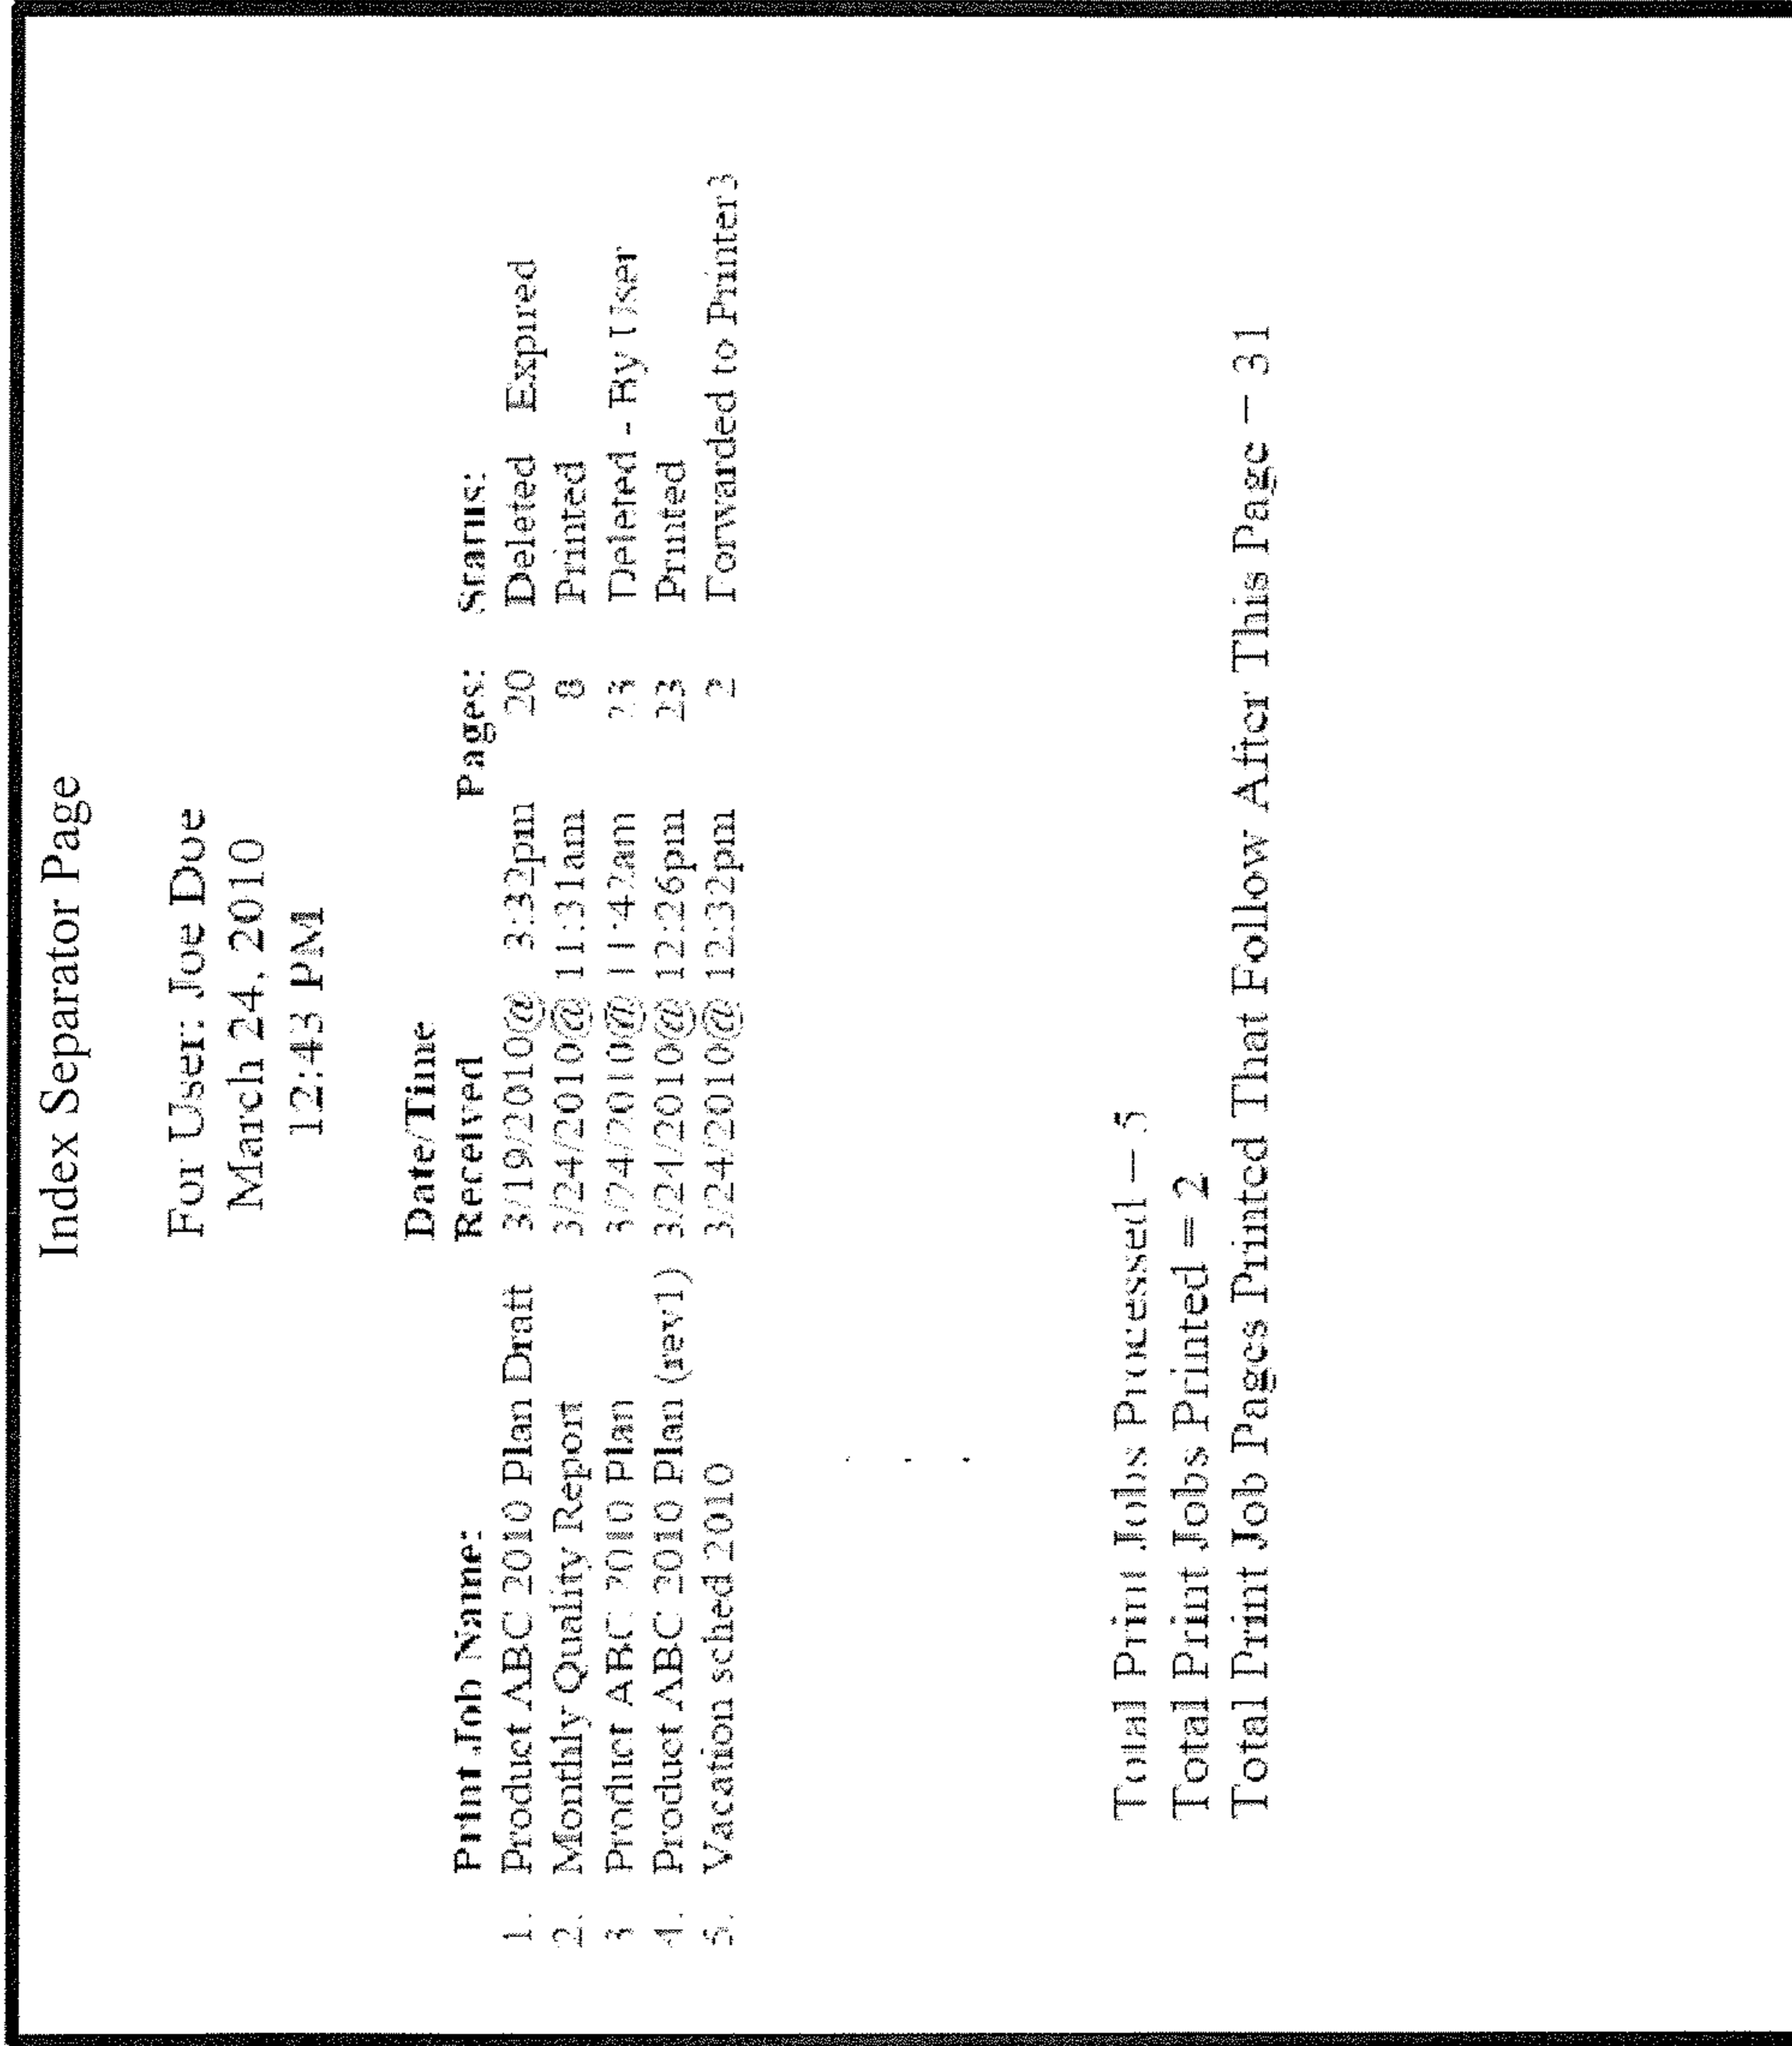 Index Separator Page
For User: Joe Doe
March 24, 2010
12:43 PM
Date/Time
Print Job Name: Received Pages: Status:
1. Product ABC 2010 Plan Draft 3/19/2010@ 3:32pm 20 Deleted Expired
2. Monthly Quality Report 3/24/2010@ 11:31am 8 Printed
3 Product ABC 2010 Plan 3/24/2010@ 11:42am 23 Deleted - By User
4. Product ABC 2010 Plan (rev1) 3/24/2010@ 12:26pm 23 Printed
5. Vacation sched 2010 3/24/2010@ 12:32pm 2 Forwarded to Printer3
. . .
Total Print Jobs Processed – 5
Total Print Jobs Printed = 2
Total Print Job Pages Printed That Follow After This Page – 31